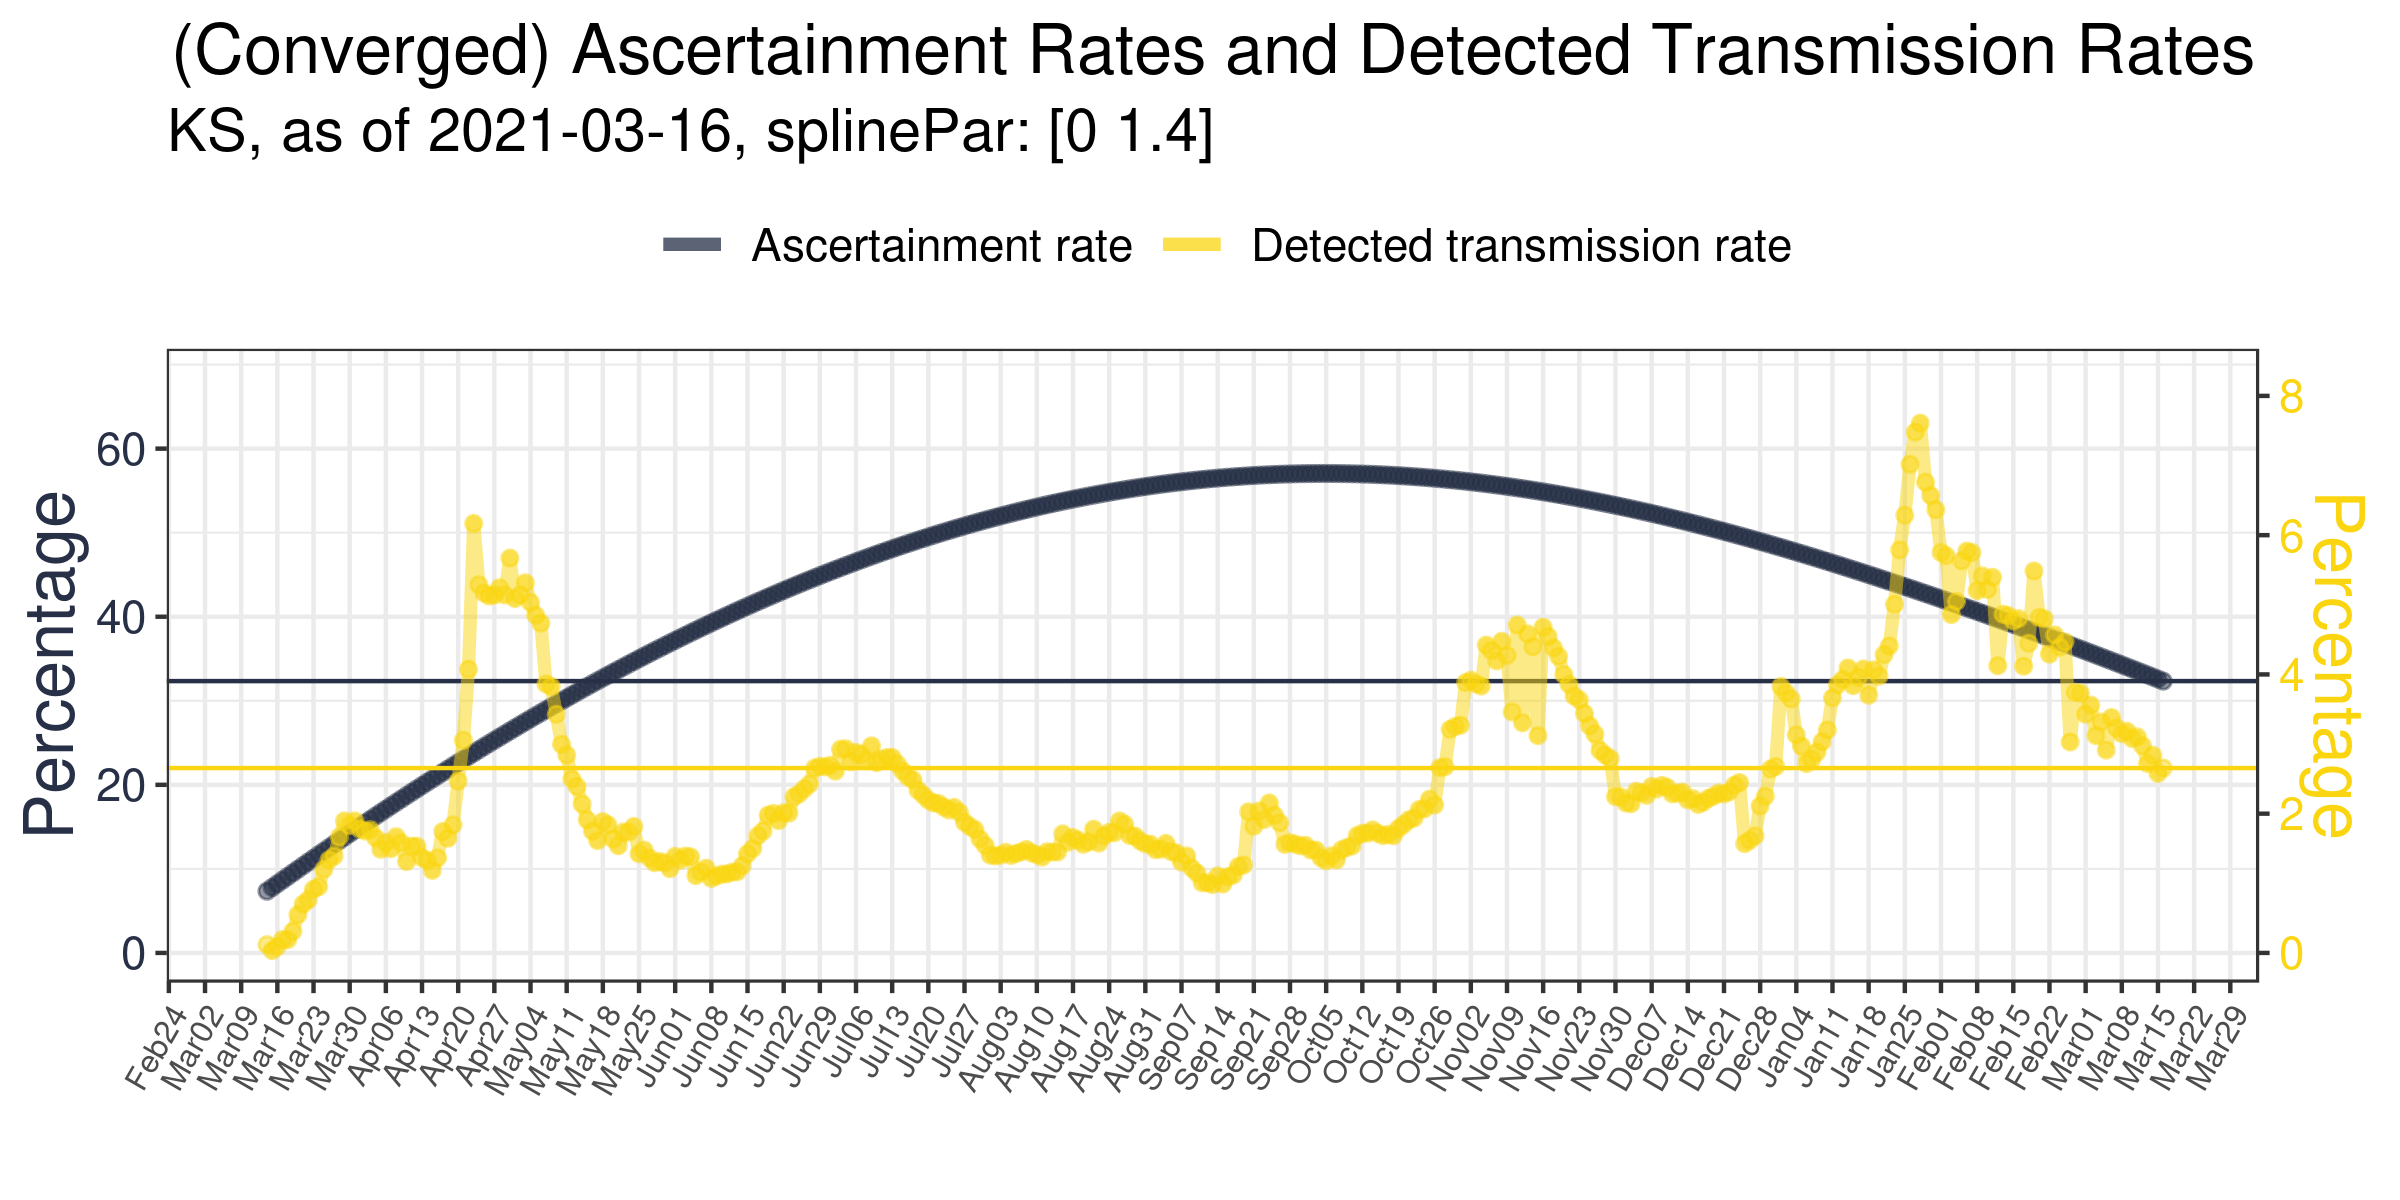 (Converged) Ascertainment Rates and Detected Transmission Rates
KS, as of 2021-03-16, splinePar: [0 1.4]
Ascertainment rate
Detected transmission rate
Percentage
60
40
20
0
8
6
4
2
0
Percentage
Feb24
Mar02
Mar09
Mar16
Mar23
Mar30
Apr06
Apr13
Apr20
Apr27
May04
May11
May18
May25
Jun01
Jun08
Jun15
Jun22
Jun29
Jul06
Jul13
Jul20
Jul27
Aug03
Aug10
Aug17
Aug24
Aug31
Sep07
Sep14
Sep21
Sep28
Oct05
Oct12
Oct19
Oct26
Nov02
Nov09
Nov16
Nov23
Nov30
Dec07
Dec14
Dec21
Dec28
Jan04
Jan11
Jan18
Jan25
Feb01
Feb08
Feb15
Feb22
Mar01
Mar08
Mar15
Mar22
Mar29